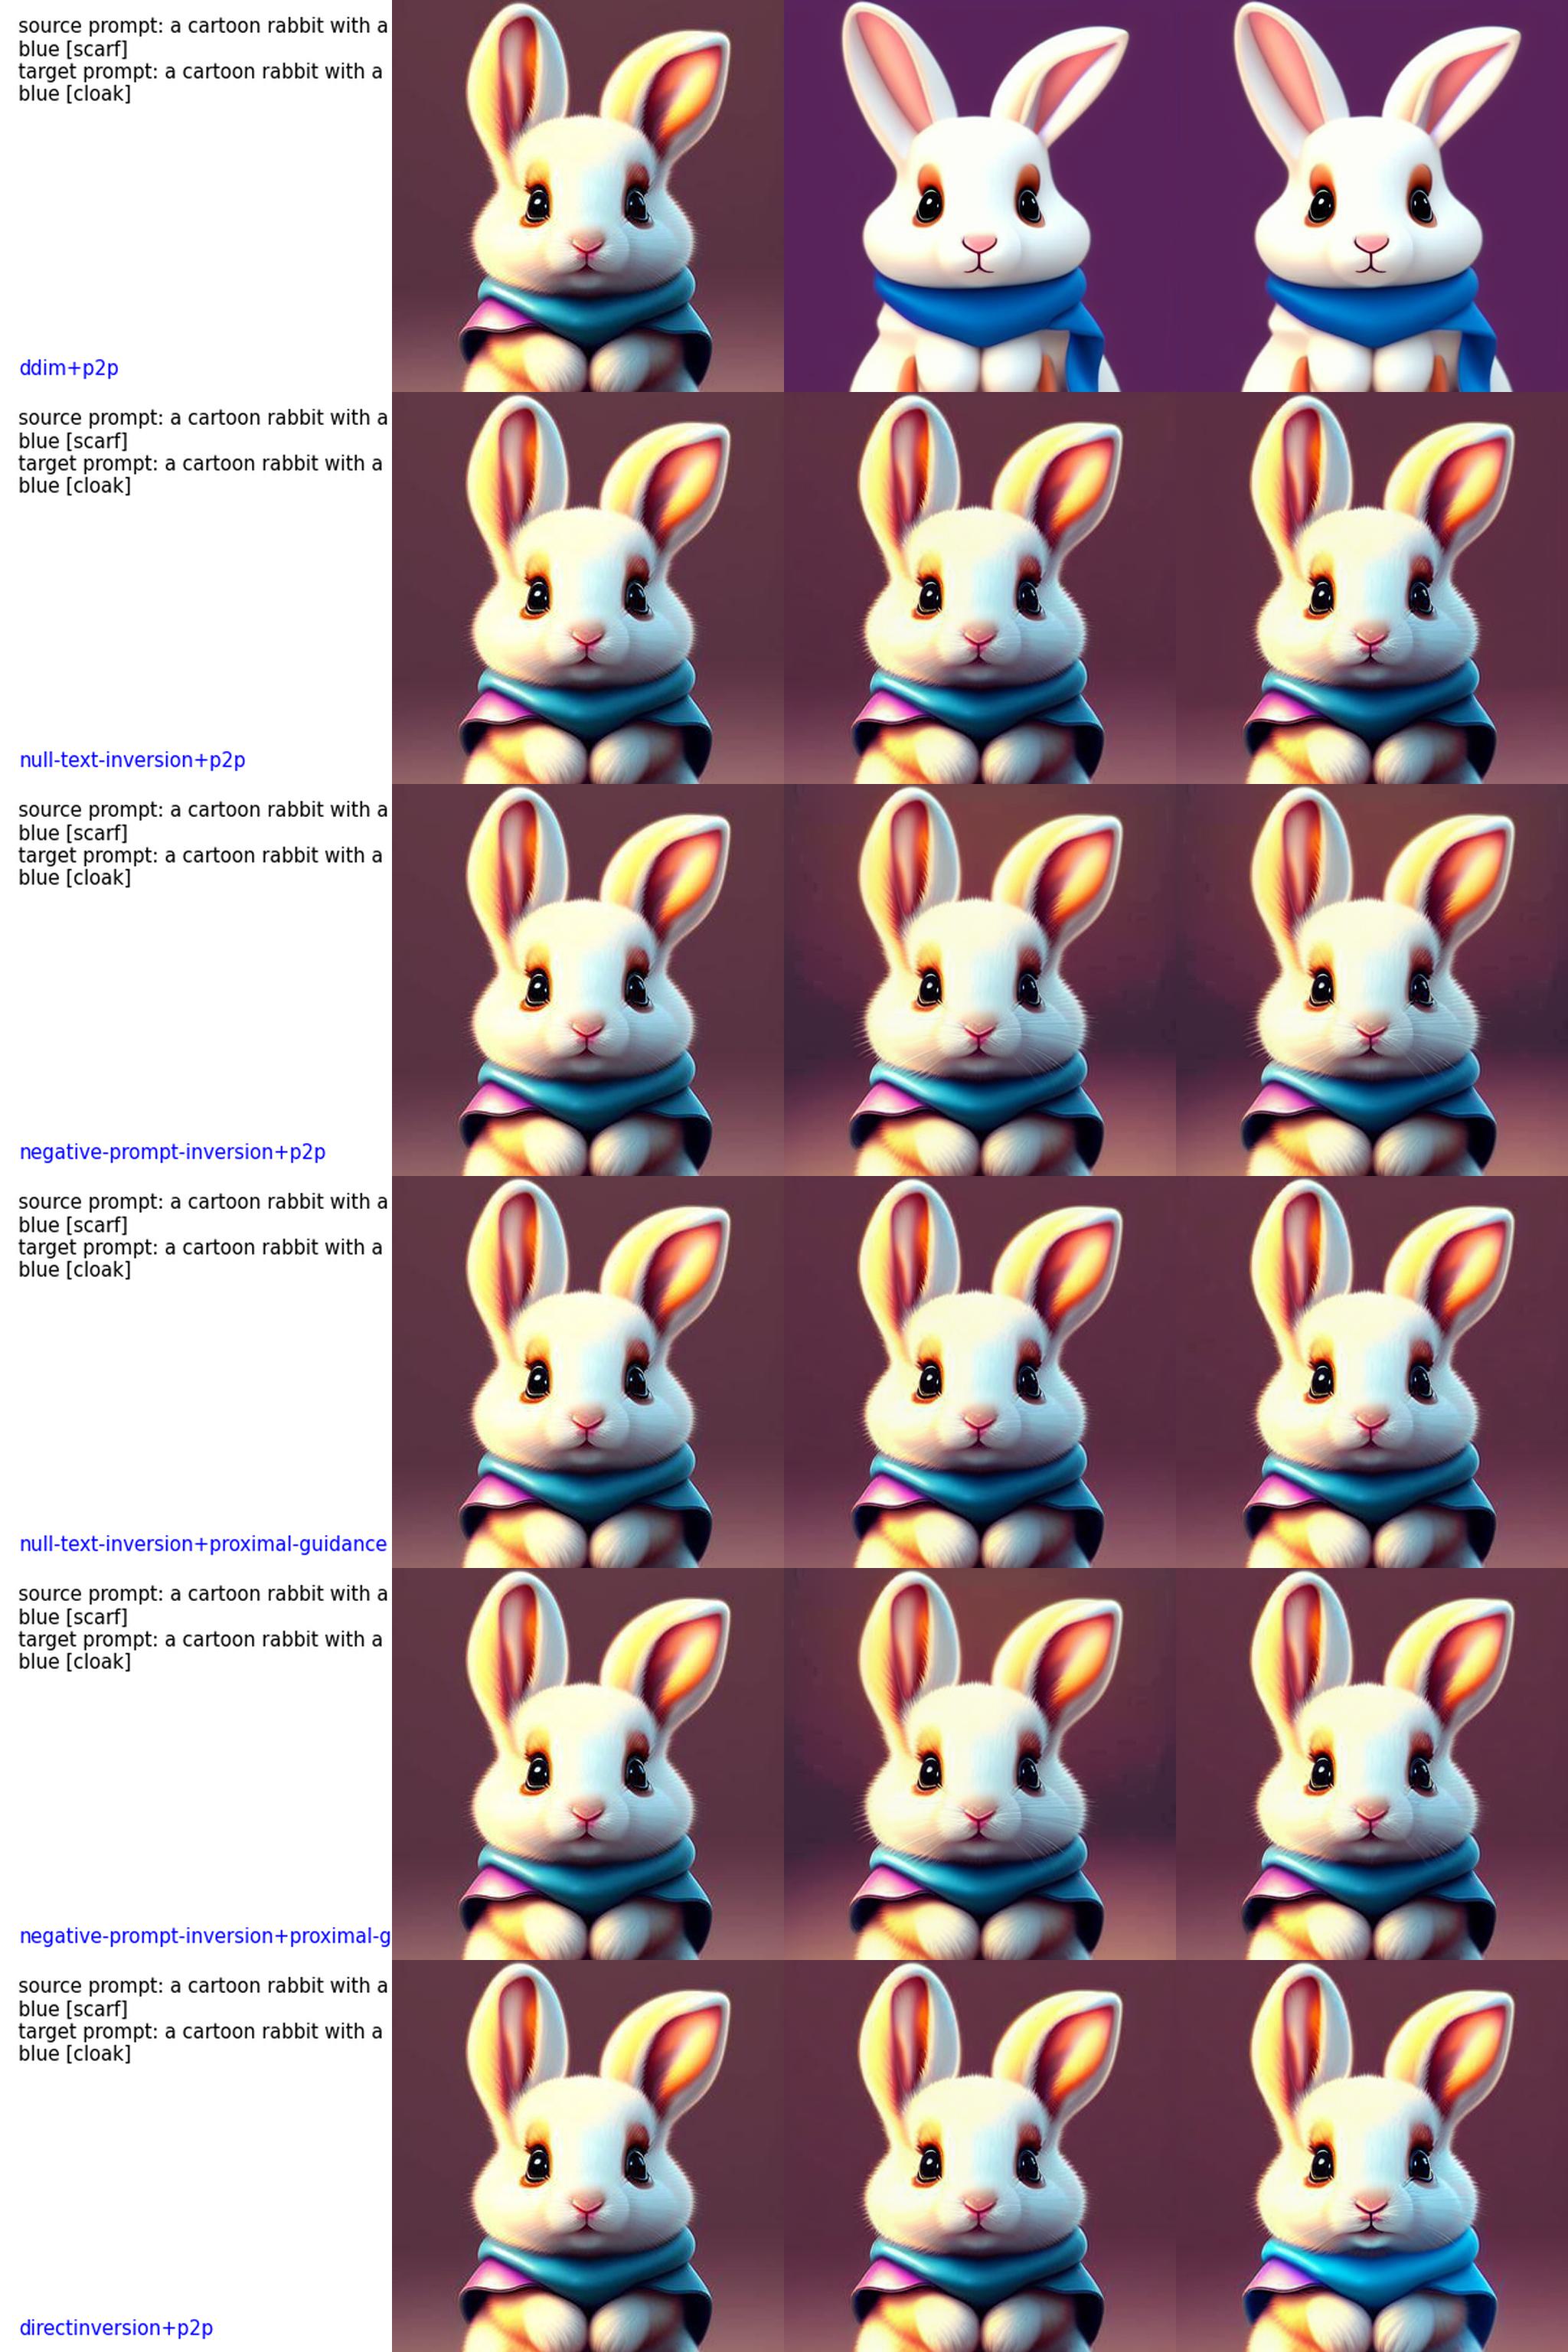 source prompt: a cartoon rabbit with a
blue [scarf]
target prompt: a cartoon rabbit with a
blue [cloak]
ddim+p2p
source prompt: a cartoon rabbit with a
blue [scarf]
target prompt: a cartoon rabbit with a
blue [cloak]
null-text-inversion+p2p
source prompt: a cartoon rabbit with a
blue [scarf]
target prompt: a cartoon rabbit with a
blue [cloak]
negative-prompt-inversion+p2p
source prompt: a cartoon rabbit with a
blue [scarf]
target prompt: a cartoon rabbit with a
blue [cloak]
null-text-inversion+proximal-guidance
source prompt: a cartoon rabbit with a
blue [scarf]
target prompt: a cartoon rabbit with a
blue [cloak]
negative-prompt-inversion+proximal-g
source prompt: a cartoon rabbit with a
blue [scarf]
target prompt: a cartoon rabbit with a
blue [cloak]
directinversion+p2p